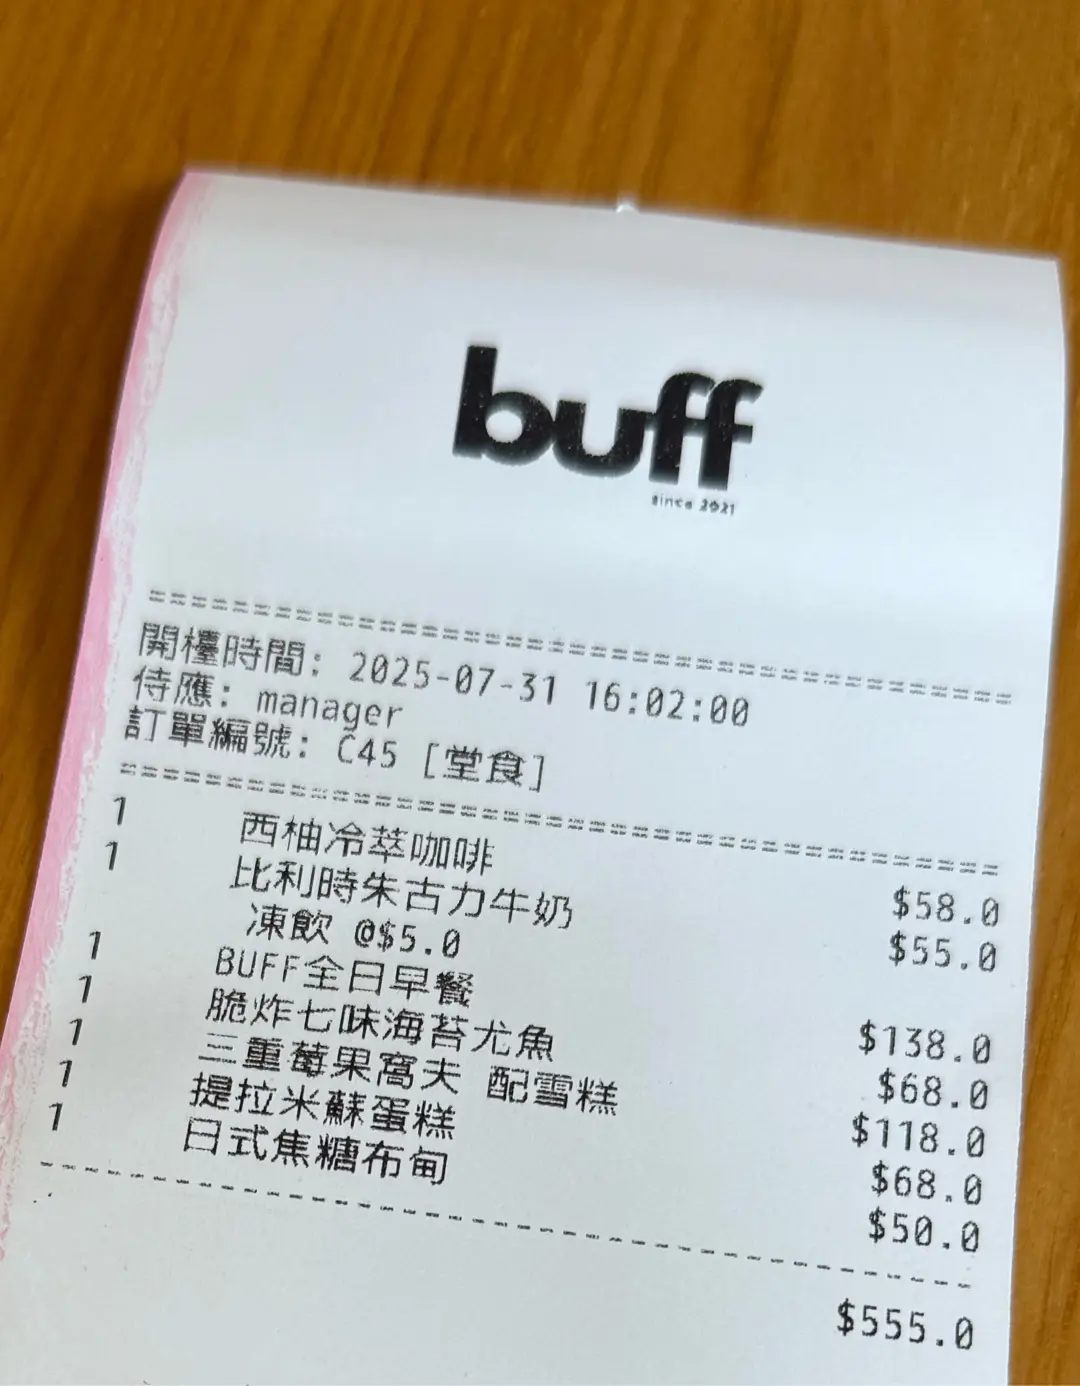 buff
since 2021
開檯時間: 2025-07-31 16:02:00
侍應: manager
訂單編號: C45 [堂食]
1 西柚冷萃咖啡 $58.0
1 比利時朱古力牛奶 $55.0
凍飲 @$5.0
1 BUFF全日早餐 $138.0
1 脆炸七味海苔尤魚 $68.0
1 三重莓果窩夫 配雪糕 $118.0
1 提拉米蘇蛋糕 $68.0
1 日式焦糖布甸 $50.0
$555.0